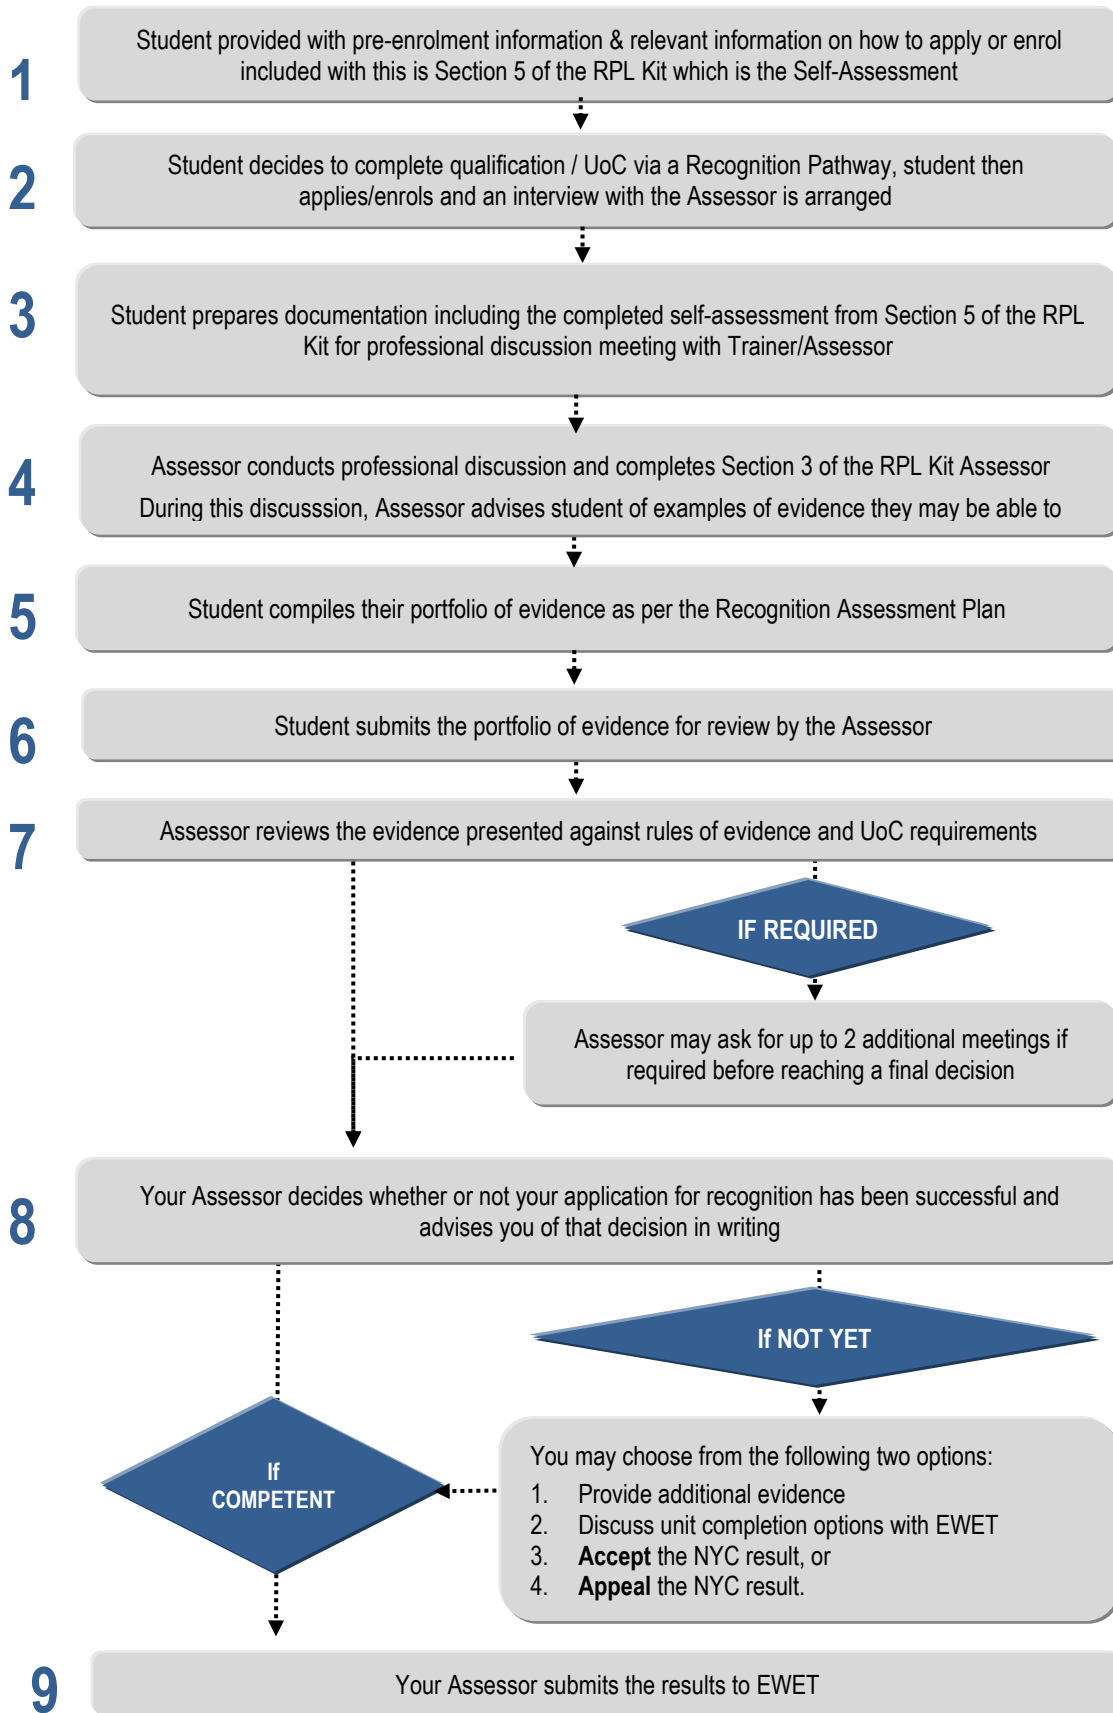 1
Student provided with pre-enrolment information & relevant information on how to apply or enrol
included with this is Section 5 of the RPL Kit which is the Self-Assessment
2
Student decides to complete qualification / UoC via a Recognition Pathway, student then
applies/enrols and an interview with the Assessor is arranged
3
Student prepares documentation including the completed self-assessment from Section 5 of the RPL
Kit for professional discussion meeting with Trainer/Assessor
4
Assessor conducts professional discussion and completes Section 3 of the RPL Kit Assessor
During this discusssion, Assessor advises student of examples of evidence they may be able to
5
Student compiles their portfolio of evidence as per the Recognition Assessment Plan
6
Student submits the portfolio of evidence for review by the Assessor
7
Assessor reviews the evidence presented against rules of evidence and UoC requirements
IF REQUIRED
Assessor may ask for up to 2 additional meetings if
required before reaching a final decision
8
Your Assessor decides whether or not your application for recognition has been successful and
advises you of that decision in writing
If NOT YET
If
COMPETENT
You may choose from the following two options:
1. Provide additional evidence
2. Discuss unit completion options with EWET
3. Accept the NYC result, or
4. Appeal the NYC result.
9
Your Assessor submits the results to EWET